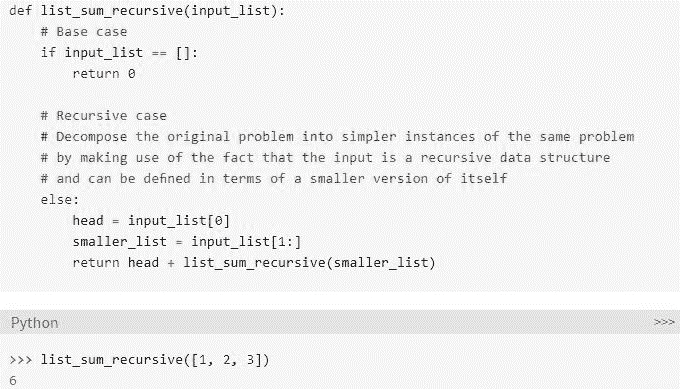 def list_sum_recursive(input_list):
    # Base case
    if input_list == []:
        return 0

    # Recursive case
    # Decompose the original problem into simpler instances of the same problem
    # by making use of the fact that the input is a recursive data structure
    # and can be defined in terms of a smaller version of itself
    else:
        head = input_list[0]
        smaller_list = input_list[1:]
        return head + list_sum_recursive(smaller_list)

Python >>>
>>> list_sum_recursive([1, 2, 3])
6